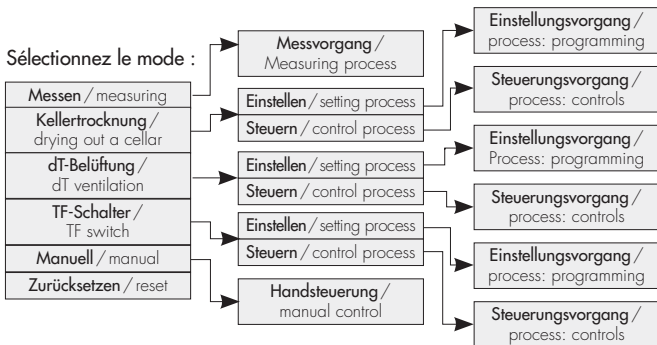 Sélectionnez le mode :
Messen / measuring
Kellertrocknung /
drying out a cellar
dT-Belüftung /
dT ventilation
TF-Schalter /
TF switch
Manuell / manual
Zurücksetzen / reset
Messvorgang /
Measuring process
Einstellen / setting process
Steuern / control process
Einstellen / setting process
Steuern / control process
Einstellen / setting process
Steuern / control process
Handsteuerung /
manual control
Einstellungsvorgang /
process: programming
Steuerungsvorgang /
process: controls
Einstellungsvorgang /
Process: programming
Steuerungsvorgang /
process: controls
Einstellungsvorgang /
process: programming
Steuerungsvorgang /
process: controls